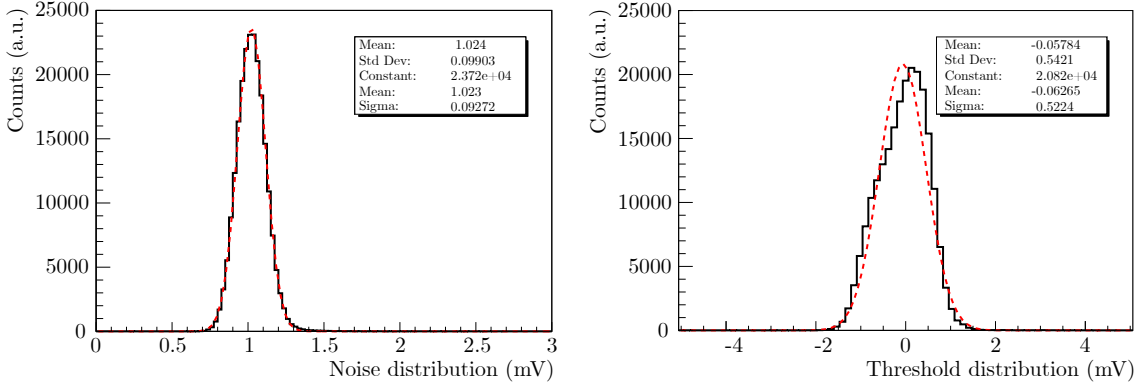 Counts (a.u.)
25000
20000
15000
10000
5000
0
0 0.5 1 1.5 2 2.5 3
Noise distribution (mV)
Mean: 1.024
Std Dev: 0.09903
Constant: 2.372e+04
Mean: 1.023
Sigma: 0.09272
Counts (a.u.)
25000
20000
15000
10000
5000
0
-4 -2 0 2 4
Threshold distribution (mV)
Mean: -0.05784
Std Dev: 0.5421
Constant: 2.082e+04
Mean: -0.06265
Sigma: 0.5224